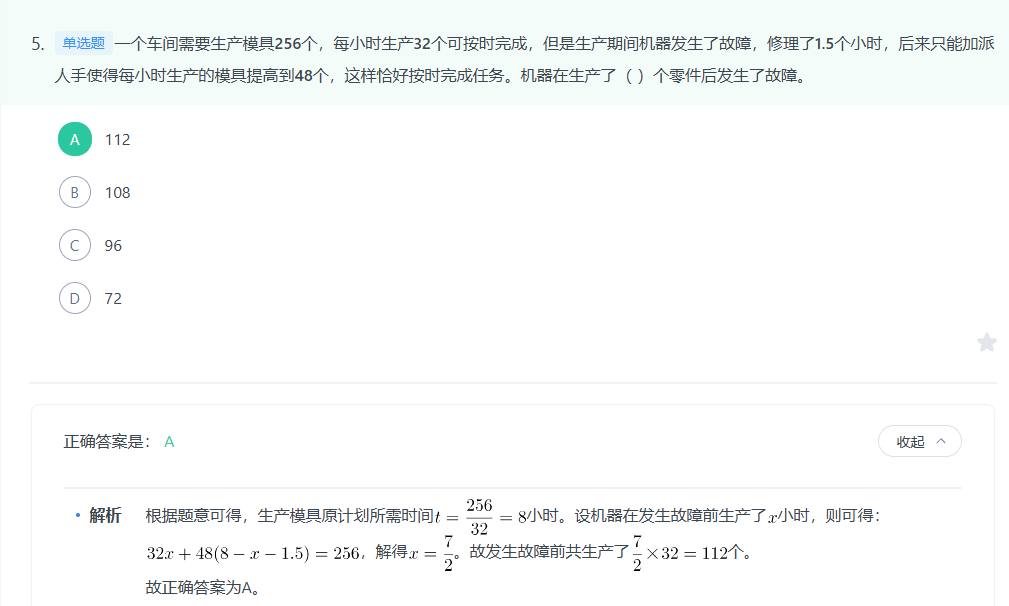 5. 单选题 一个车间需要生产模具256个，每小时生产32个可按时完成，但是生产期间机器发生了故障，修理了1.5个小时，后来只能加派
人手使得每小时生产的模具提高到48个，这样恰好按时完成任务。机器在生产了（ ）个零件后发生了故障。
A 112
B 108
C 96
D 72
正确答案是： A
收起
• 解析 根据题意可得，生产模具原计划所需时间t = 256/32 = 8小时。设机器在发生故障前生产了x小时，则可得：
32x + 48(8 − x − 1.5) = 256，解得x = 7/2。故发生故障前共生产了7/2 × 32 = 112个。
故正确答案为A。